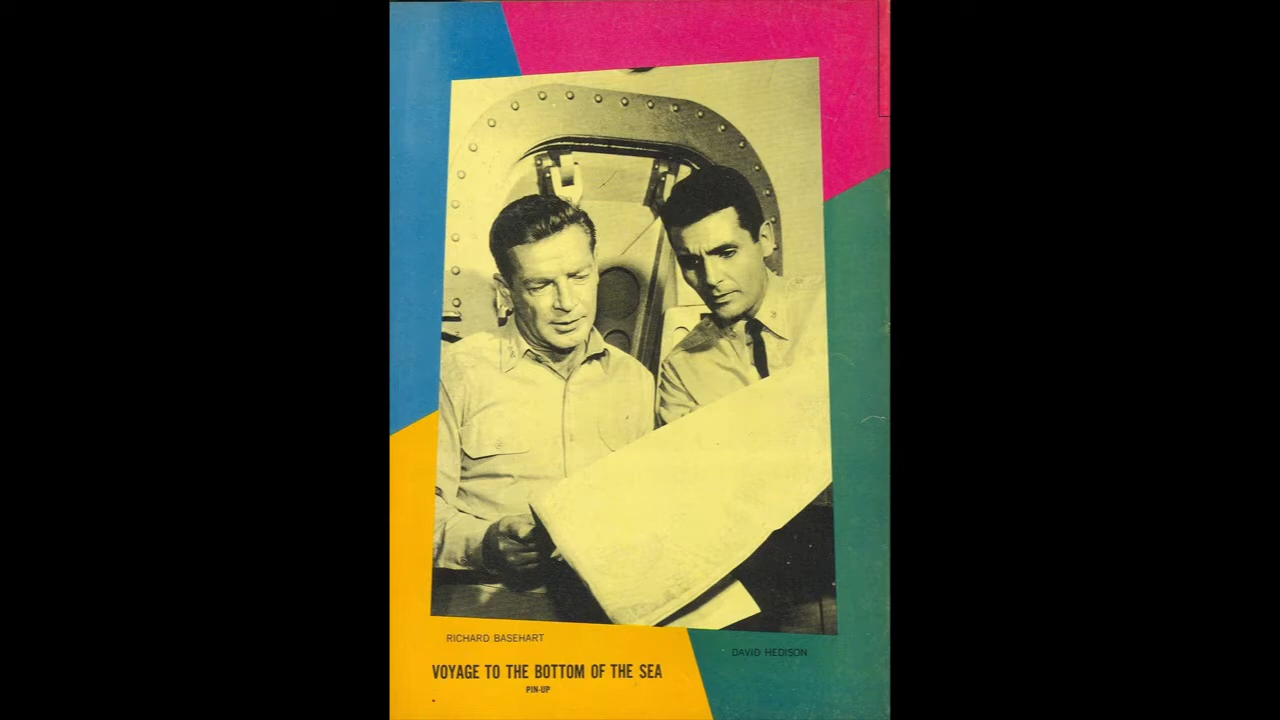 RICHARD BASEHART
DAVID HEDISON
VOYAGE TO THE BOTTOM OF THE SEA
PIN-UP